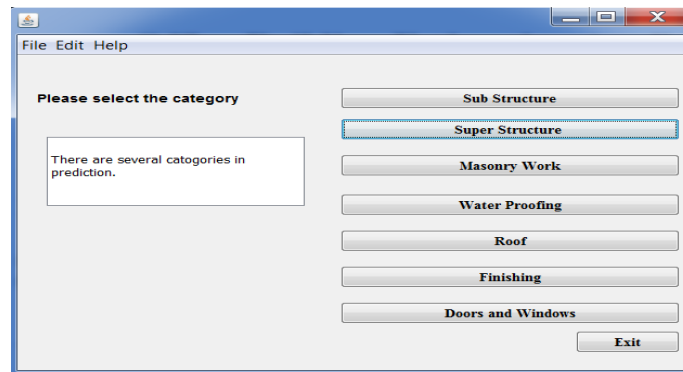 File Edit Help
Please select the category
There are several catogories in
prediction.
Sub Structure
Super Structure
Masonry Work
Water Proofing
Roof
Finishing
Doors and Windows
Exit